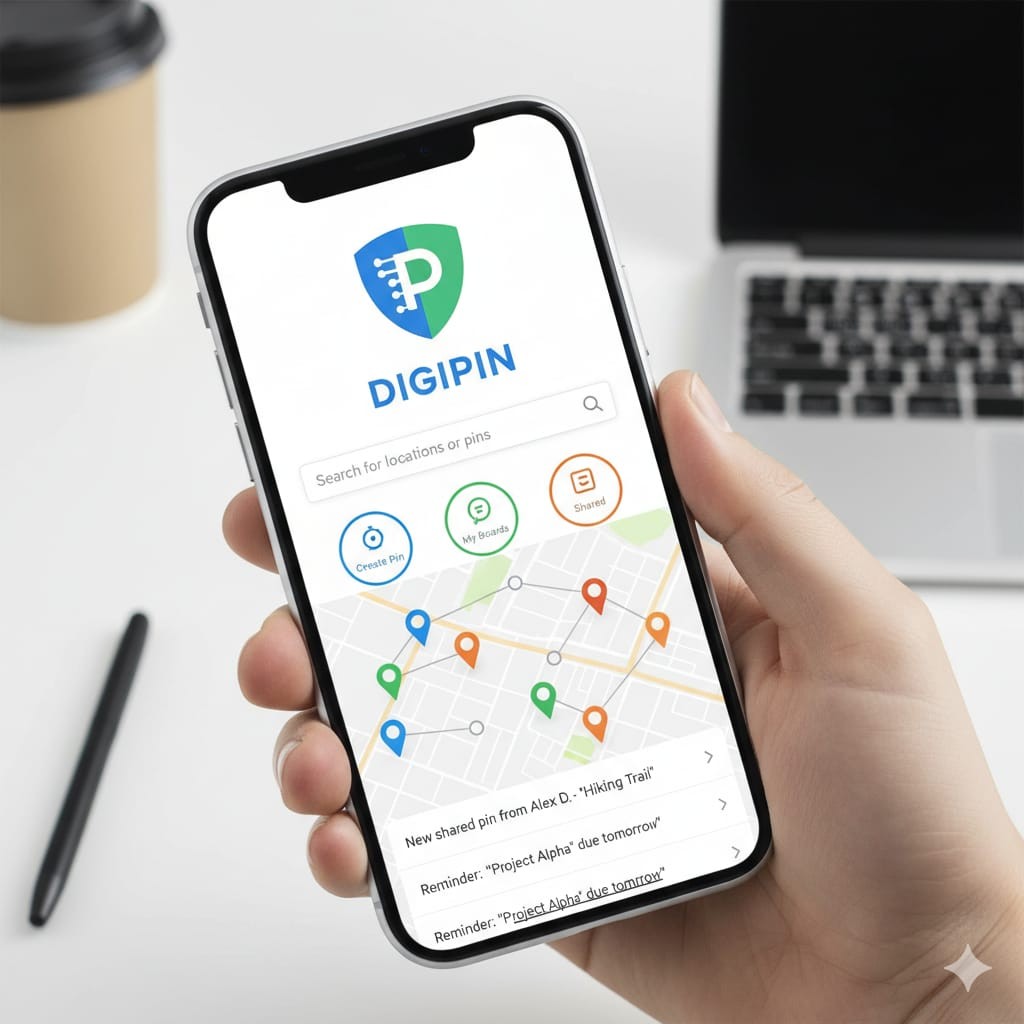 P
DIGIPIN
Search for locations or pins
Create Pin
My Boards
Shared
New shared pin from Alex D. - "Hiking Trail"
Reminder: "Project Alpha" due tomorrow"
Reminder: "Project Alpha" due tomrrow"